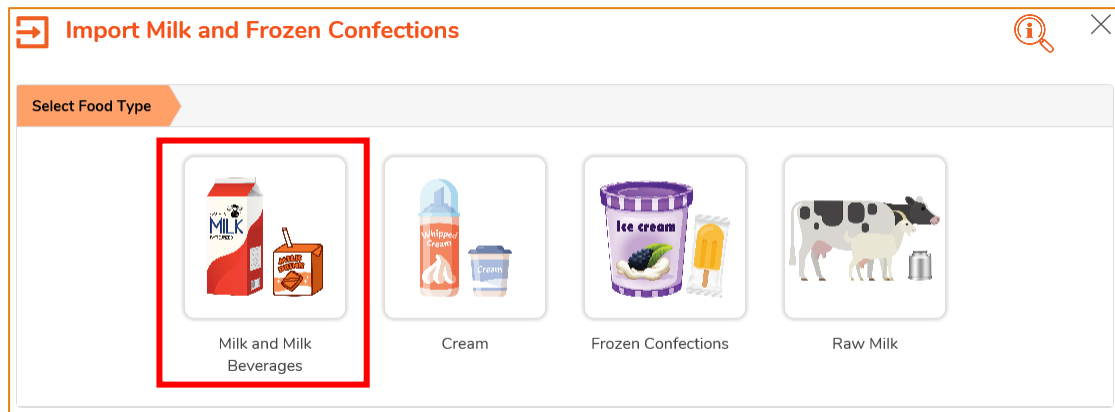 Import Milk and Frozen Confections
Select Food Type
MILK
Whipped
Cream
Cream
Ice cream
Milk and Milk
Beverages
Cream
Frozen Confections
Raw Milk